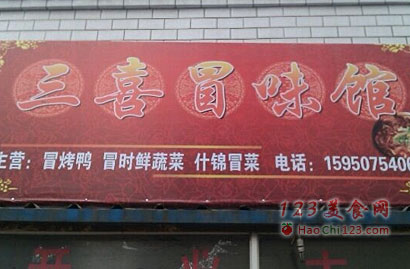 三喜冒味馆
主营：冒烤鸭 冒时鲜蔬菜 什锦冒菜 电话：1595075400
123美食网
HaoChi123.com